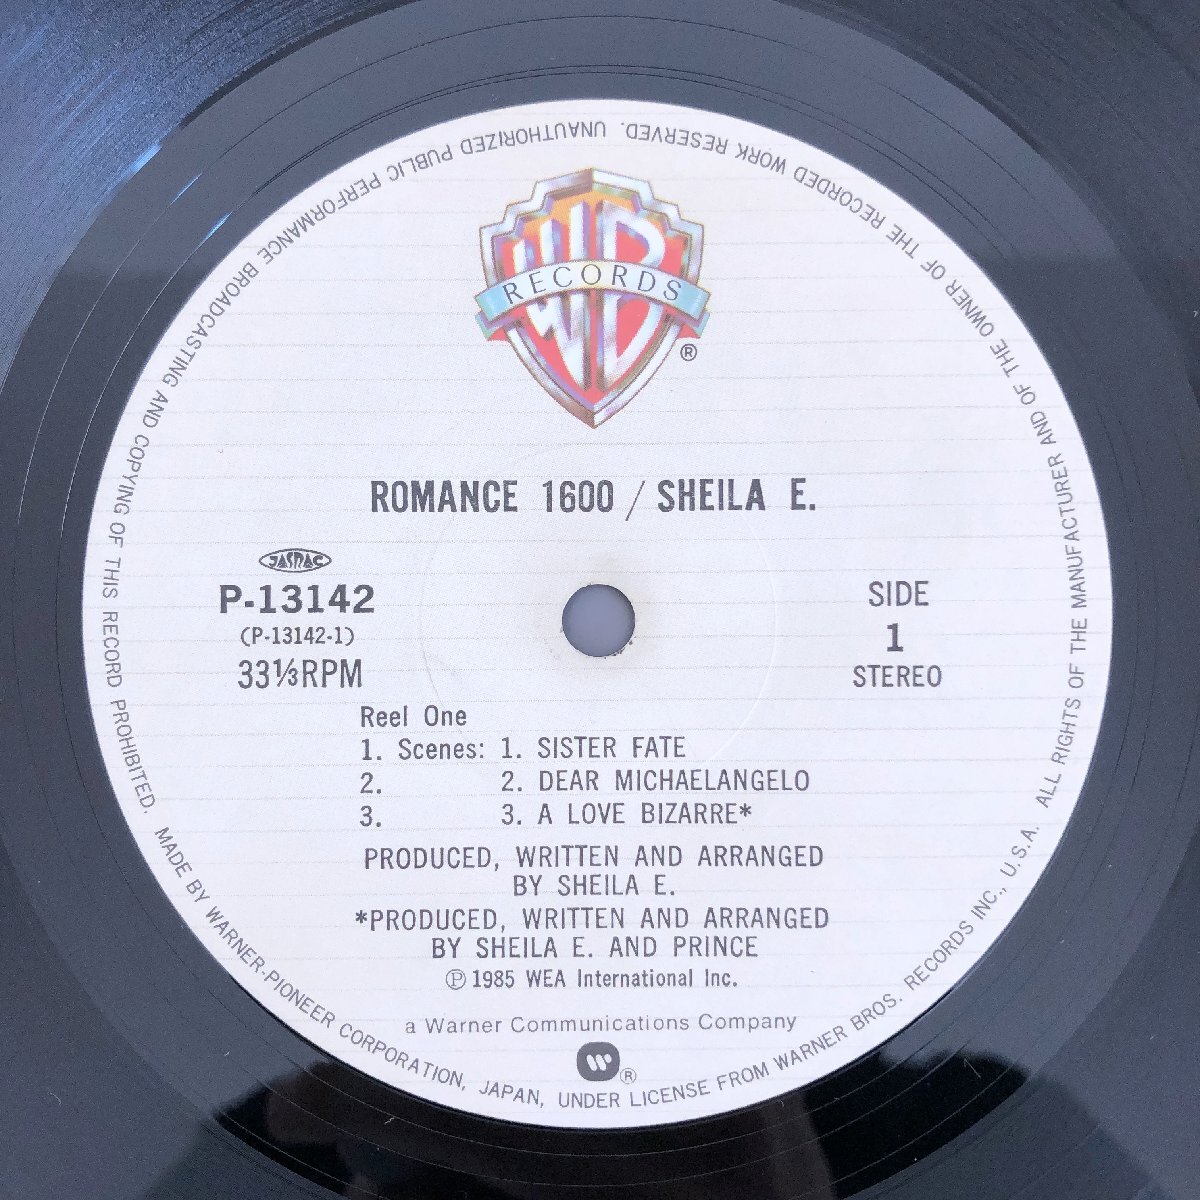 WB
RECORDS
®
ROMANCE 1600 / SHEILA E.
JASRAC
P-13142
(P-13142-1)
33⅓RPM
SIDE
1
STEREO
Reel One
1. Scenes: 1. SISTER FATE
2. 2. DEAR MICHAELANGELO
3. 3. A LOVE BIZARRE*
PRODUCED, WRITTEN AND ARRANGED
BY SHEILA E.
*PRODUCED, WRITTEN AND ARRANGED
BY SHEILA E. AND PRINCE
℗ 1985 WEA International Inc.
a Warner Communications Company
®
MADE BY WARNER-PIONEER CORPORATION, JAPAN, UNDER LICENSE FROM WARNER BROS. RECORDS INC., U.S.A. ALL RIGHTS OF THE MANUFACTURER AND OF THE OWNER OF THE RECORDED WORK RESERVED. UNAUTHORIZED PUBLIC PERFORMANCE BROADCASTING AND COPYING OF THIS RECORD PROHIBITED.